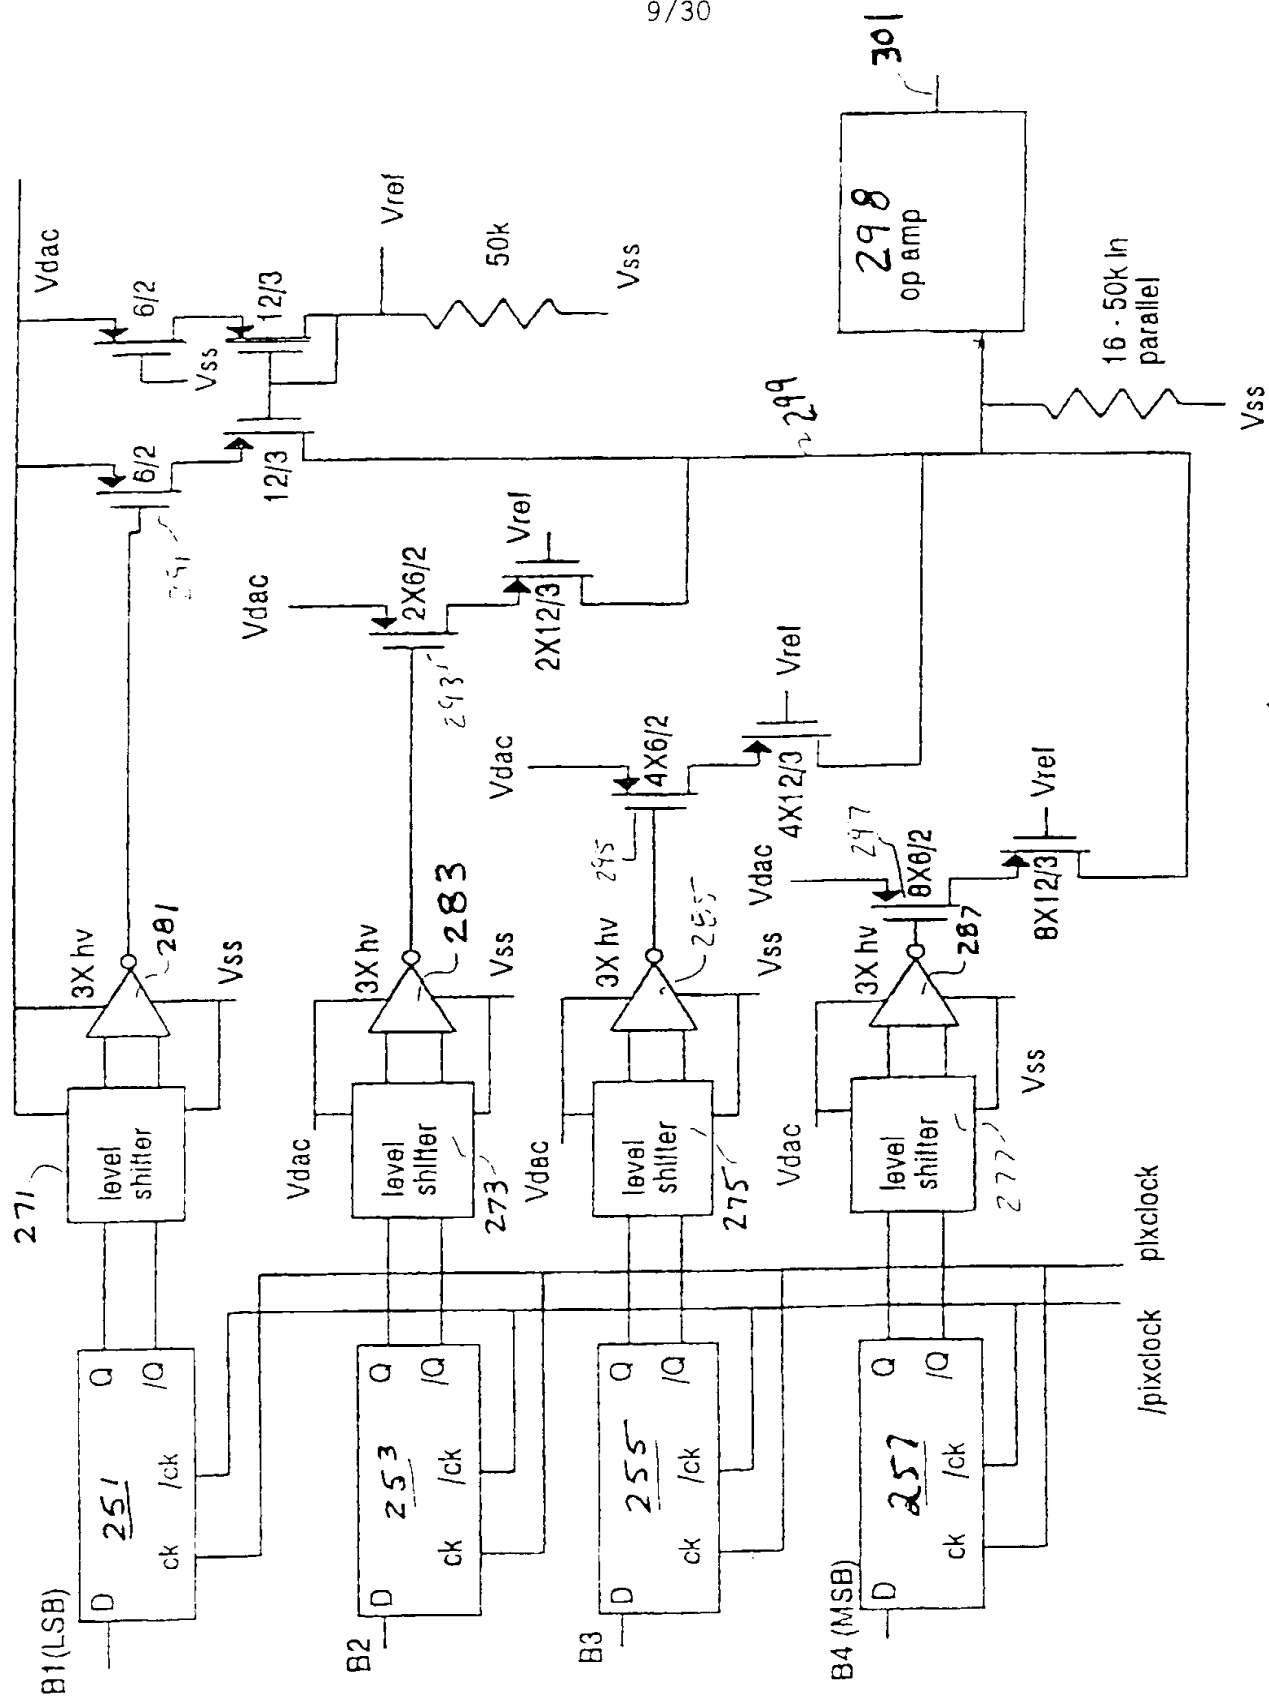 9/30
B1(LSB)
D
251
Q
/Q
ck
/ck
271
level
shifter
3X hv
281
Vss
291
6/2
12/3
Vdac
6/2
Vss
12/3
Vref
50k
Vss
B2
D
253
Q
/Q
ck
/ck
Vdac
level
shifter
273
3X hv
283
Vss
293
Vdac
2X6/2
2X12/3
Vref
B3
D
255
Q
/Q
ck
/ck
Vdac
level
shifter
275
3X hv
285
Vss
295
Vdac
4X6/2
4X12/3
Vref
299
B4 (MSB)
D
257
Q
/Q
ck
/ck
Vdac
level
shifter
277
Vss
3X hv
287
Vdac
297
8X6/2
8X12/3
Vref
298
op amp
301
16 - 50k in
parallel
Vss
/pixclock
pixclock